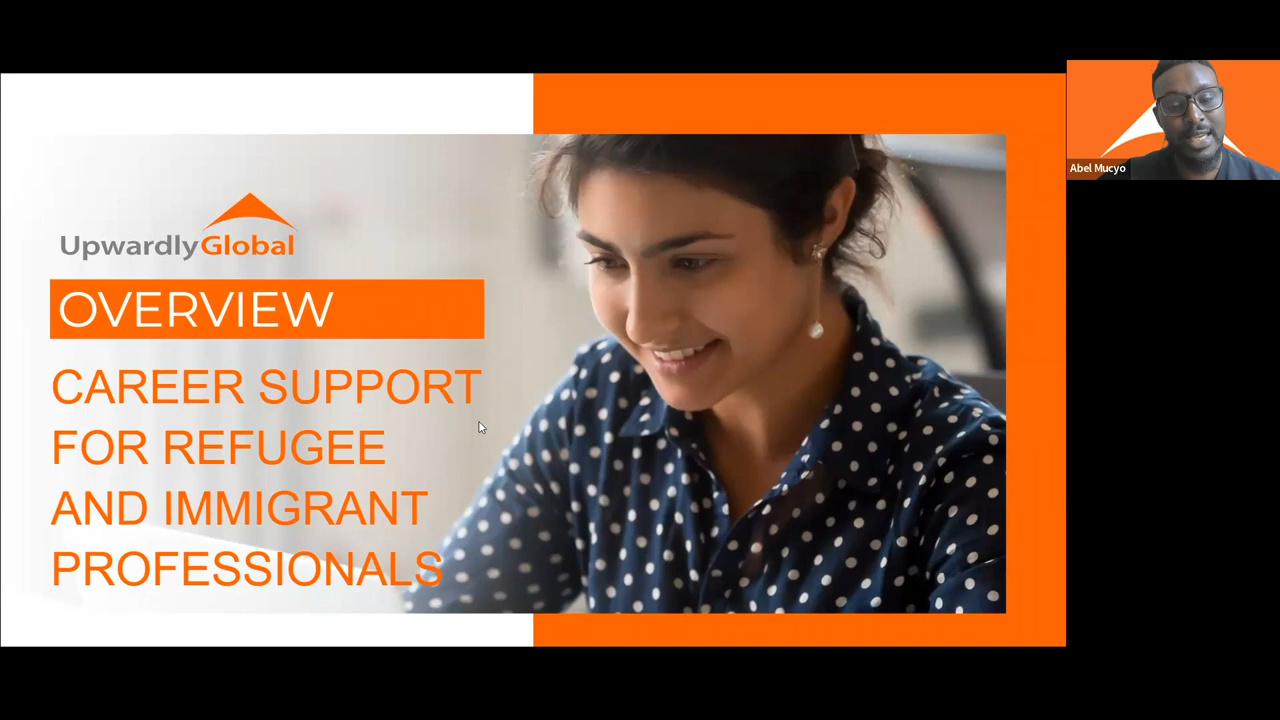 UpwardlyGlobal
OVERVIEW
CAREER SUPPORT
FOR REFUGEE
AND IMMIGRANT
PROFESSIONALS
Abel Mucyo